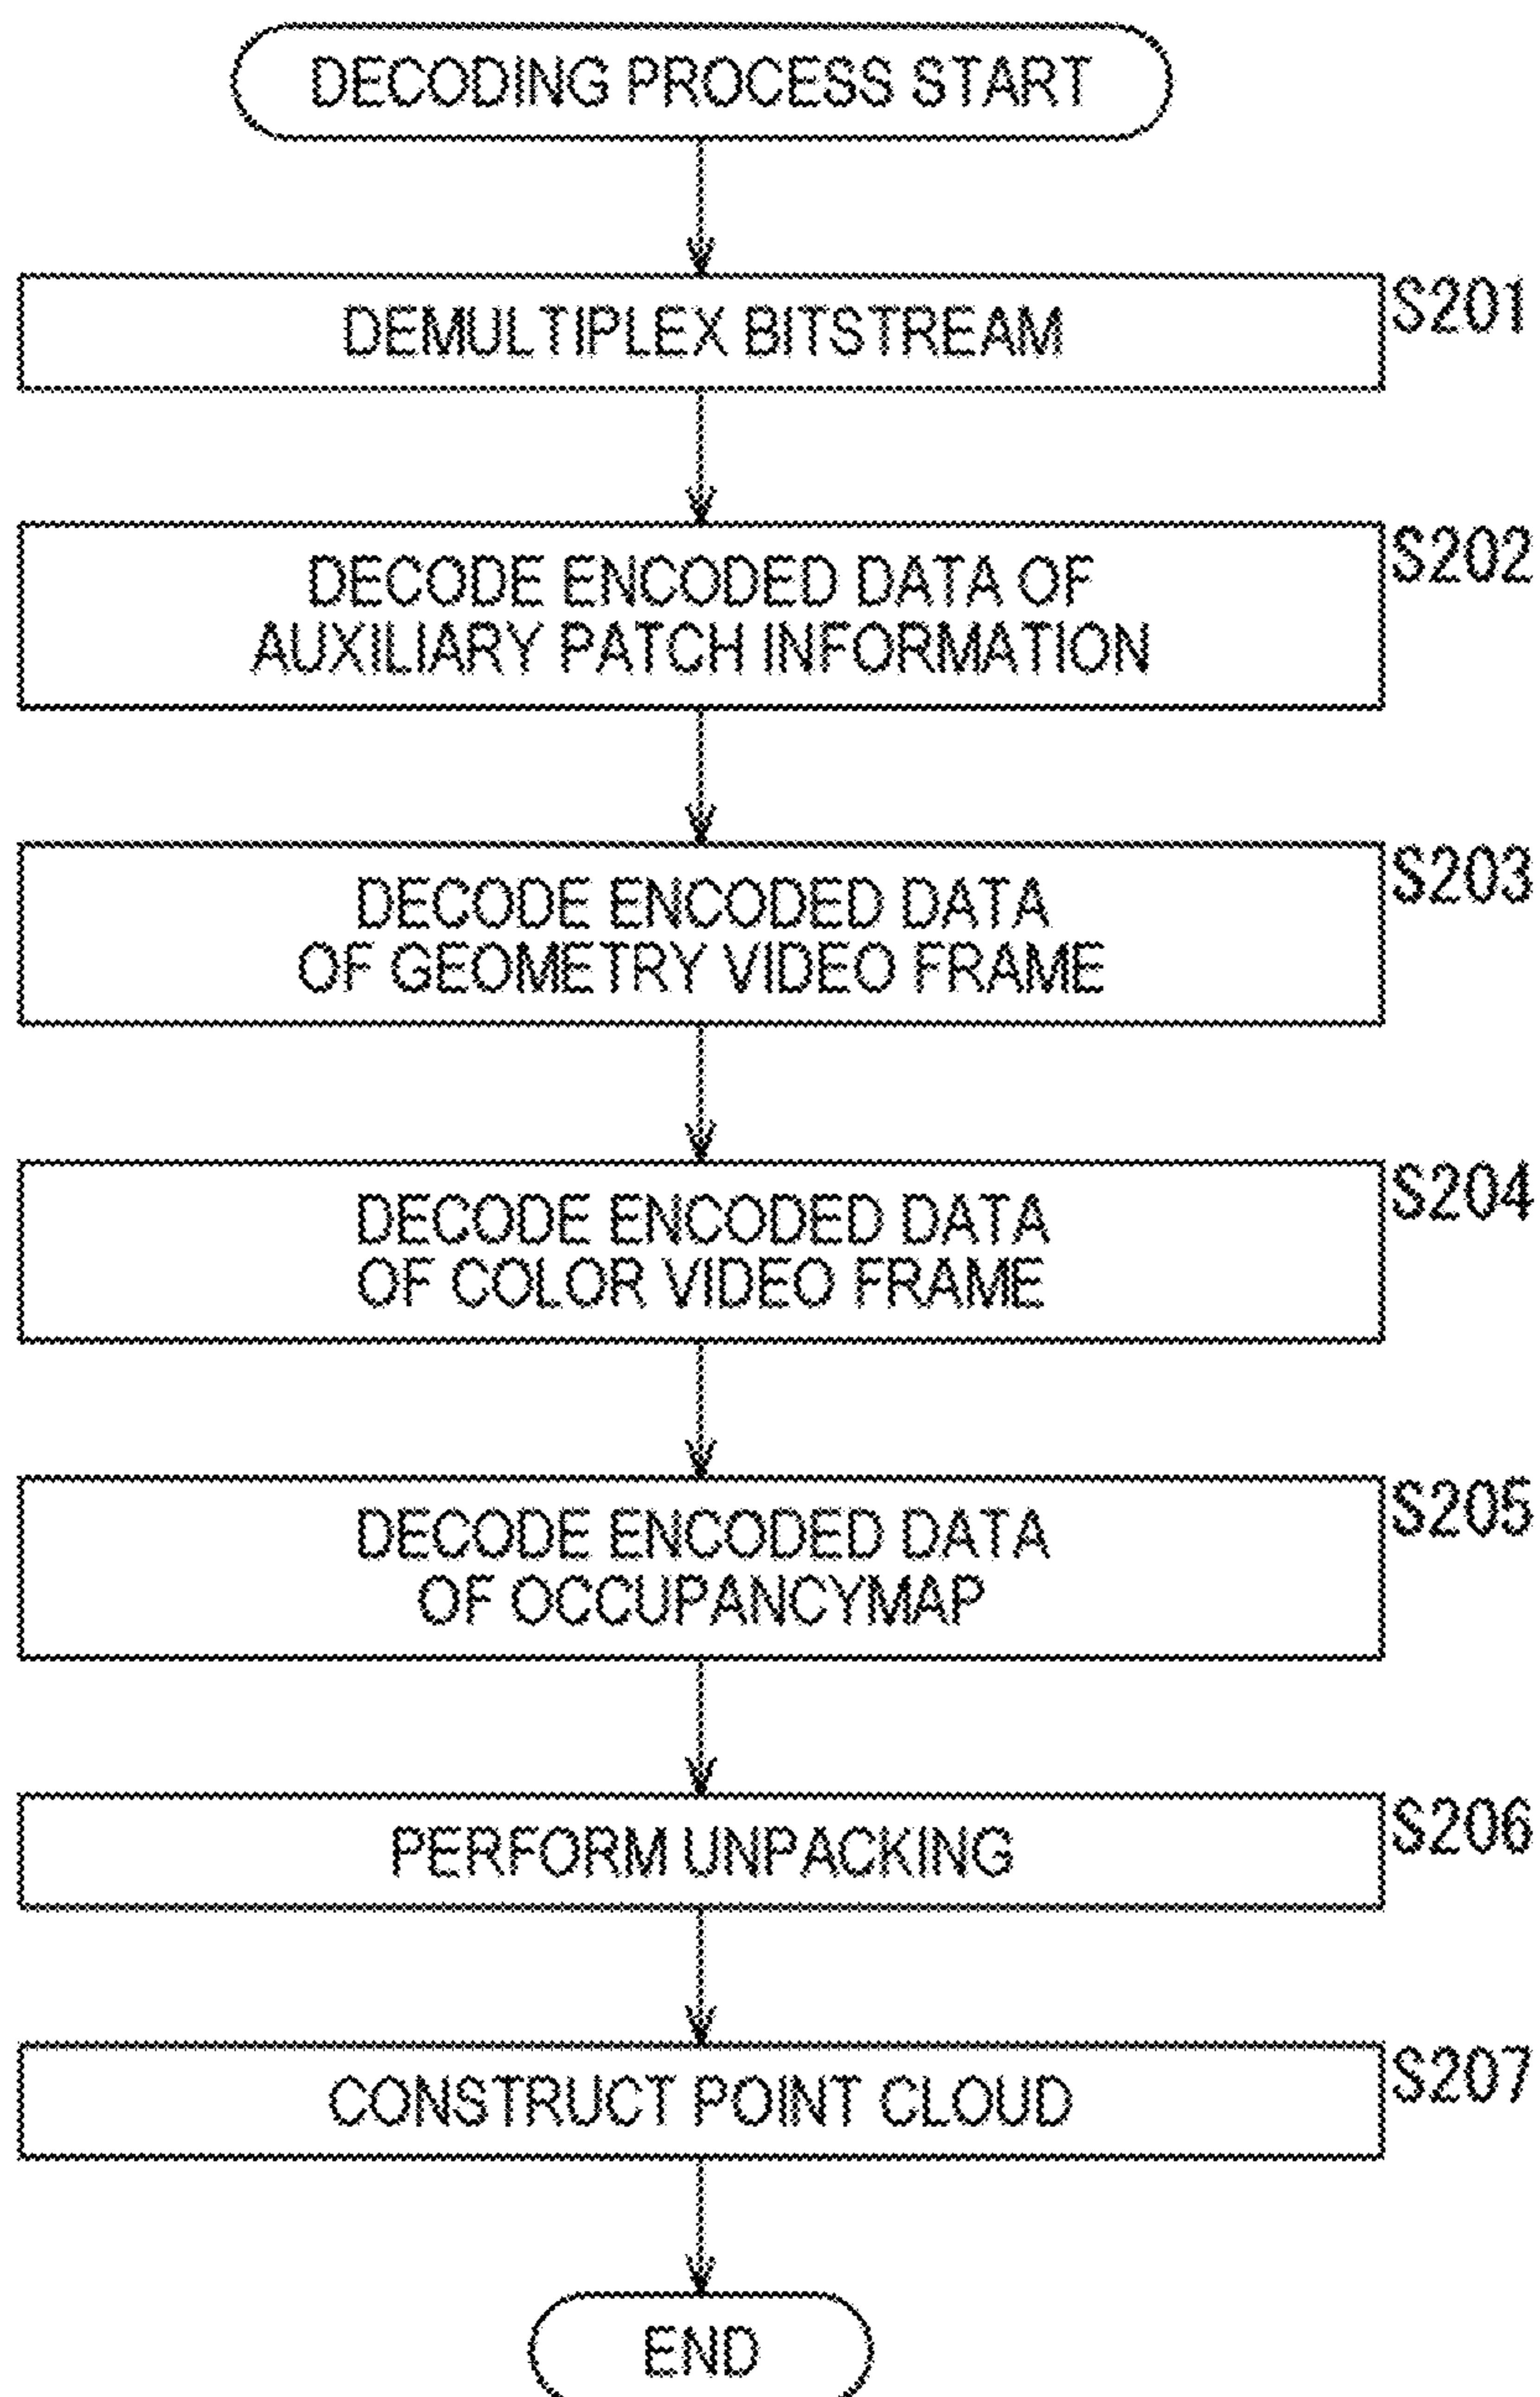 DECODING PROCESS START
DEMULTIPLEX BITSTREAM
S201
DECODE ENCODED DATA OF
AUXILIARY PATCH INFORMATION
S202
DECODE ENCODED DATA
OF GEOMETRY VIDEO FRAME
S203
DECODE ENCODED DATA
OF COLOR VIDEO FRAME
S204
DECODE ENCODED DATA
OF OCCUPANCYMAP
S205
PERFORM UNPACKING
S206
CONSTRUCT POINT CLOUD
S207
END